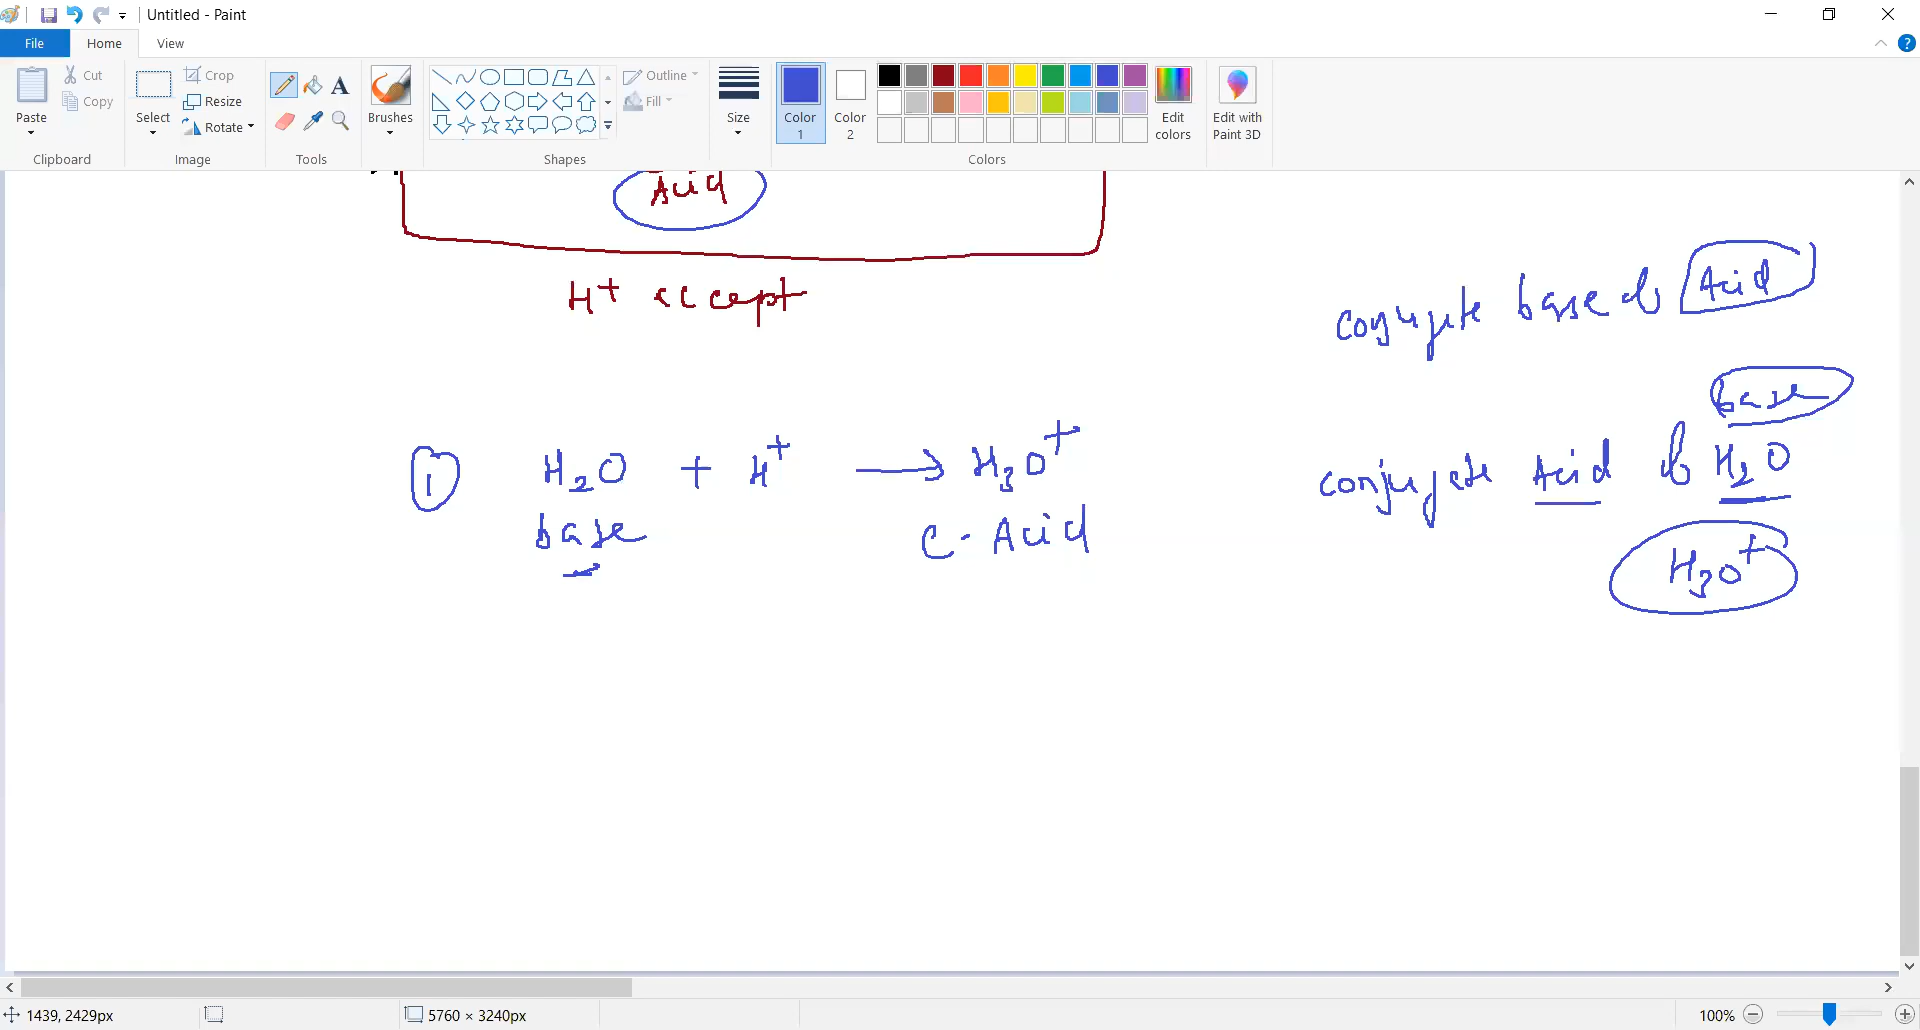 Untitled - Paint
File Home View
Paste
Cut
Copy
Clipboard
Select
Crop
Resize
Rotate
Image
A
Tools
Brushes
Shapes
Outline
Fill
Size
Color 1
Color 2
Colors
Edit colors
Edit with Paint 3D
Acid
H+ accept
conjugate base of Acid
base
① H2O + H+ → H3O+
conjugate Acid of H2O
base C-Acid
H3O+
1439, 2429px
5760 × 3240px
100%